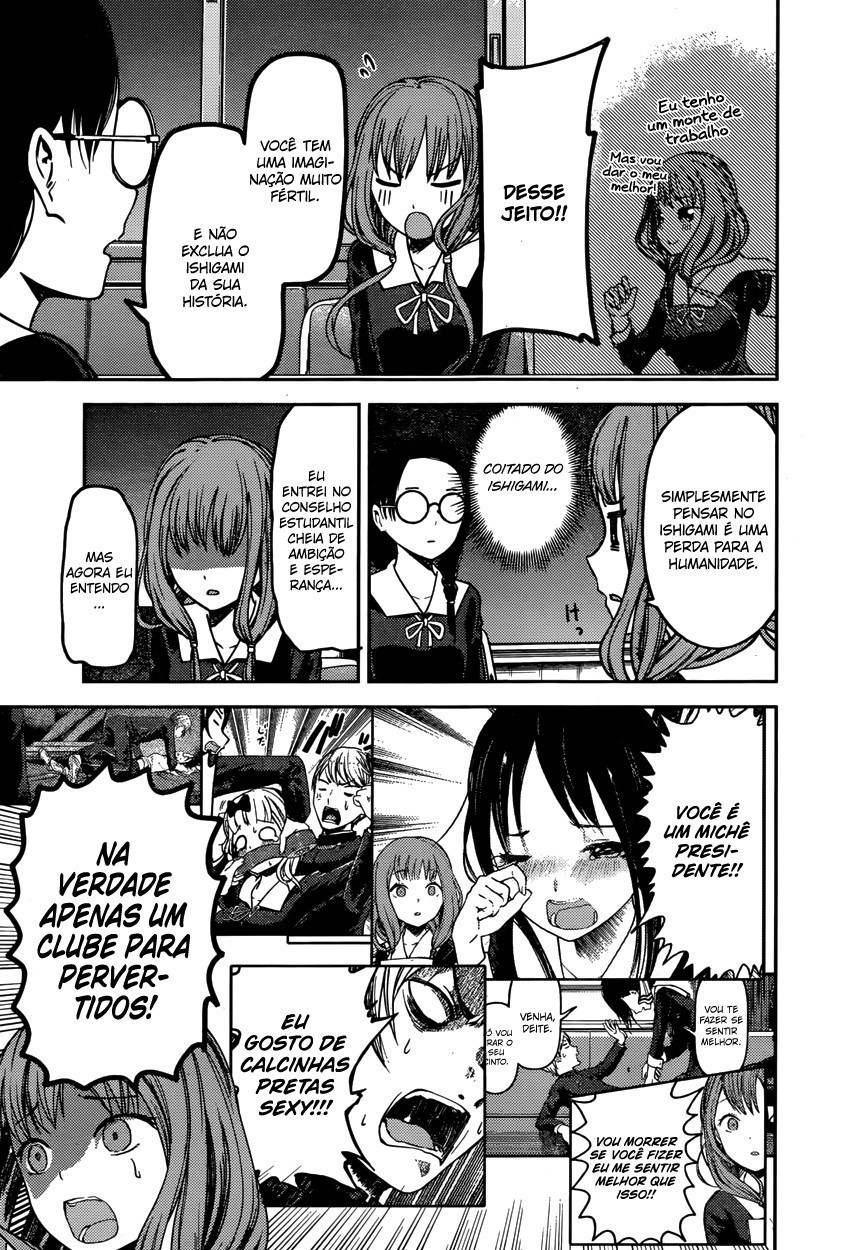 Eu tenho
um monte de
trabalho
Mas vou
dar o meu
melhor!
DESSE
JEITO!!
VOCÊ TEM
UMA IMAGI-
NAÇÃO MUITO
FÉRTIL.
E NÃO
EXCLUA O
ISHIGAMI
DA SUA
HISTÓRIA.
SIMPLESMENTE
PENSAR NO
ISHIGAMI É UMA
PERDA PARA A
HUMANIDADE.
COITADO DO
ISHIGAMI...
EU
ENTREI NO
CONSELHO
ESTUDANTIL
CHEIA DE
AMBIÇÃO
E ESPE-
RANÇA...
MAS
AGORA EU
ENTENDO
...
VOCÊ É
UM MICHÊ
PRESI-
DENTE!!
NA
VERDADE
APENAS UM
CLUBE PARA
PERVER-
TIDOS!
VOU TE
FAZER SE
SENTIR
MELHOR.
VENHA,
DEITE.
Ó VOU
RAR O
SEU
CINTO.
VOU MORRER
SE VOCÊ FIZER
EU ME SENTIR
MELHOR QUE
ISSO!!
EU
GOSTO DE
CALCINHAS
PRETAS
SEXY!!!